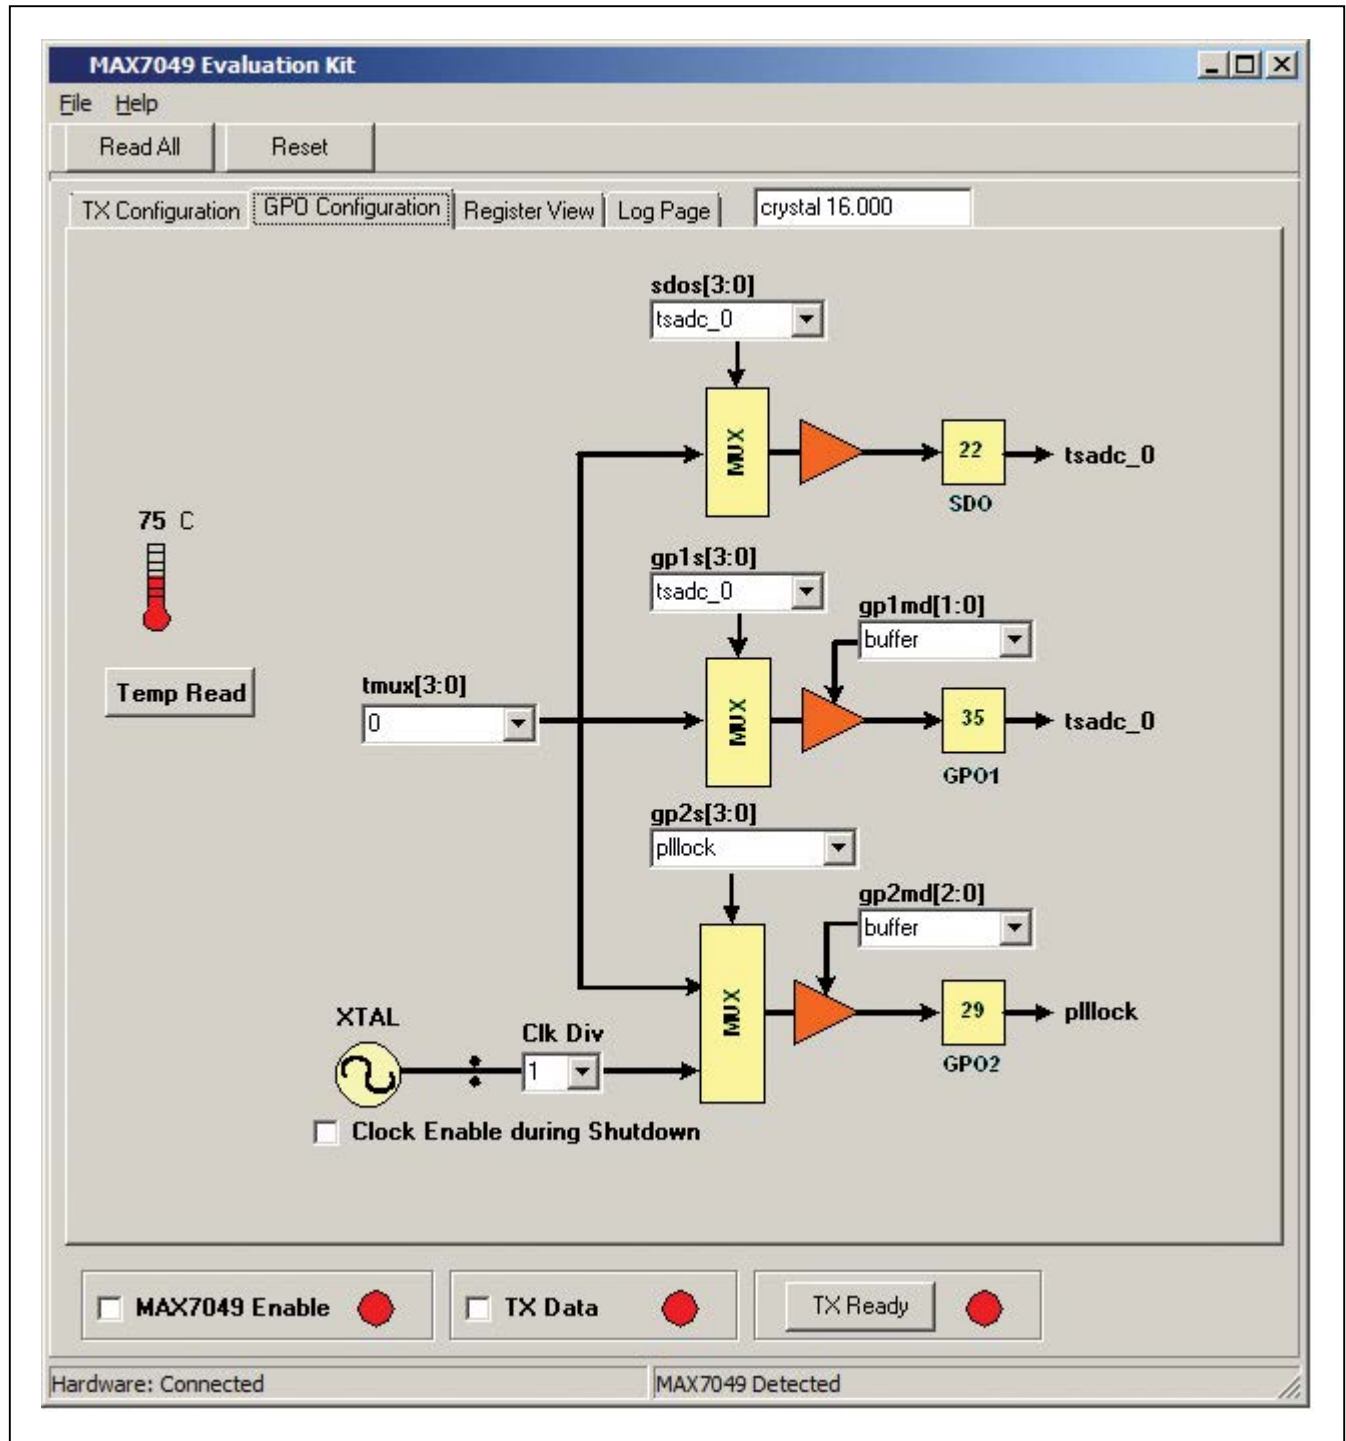 MAX7049 Evaluation Kit
File Help
Read All Reset
TX Configuration GPO Configuration Register View Log Page crystal 16.000
sdos[3:0]
tsadc_0
MUX 22 tsadc_0
SDO
75 C
gp1s[3:0]
tsadc_0
gp1md[1:0]
buffer
Temp Read
tmux[3:0]
0
MUX 35 tsadc_0
GPO1
gp2s[3:0]
plllock
gp2md[2:0]
buffer
XTAL
Clk Div
1
MUX 29 plllock
GPO2
Clock Enable during Shutdown
MAX7049 Enable TX Data TX Ready
Hardware: Connected MAX7049 Detected